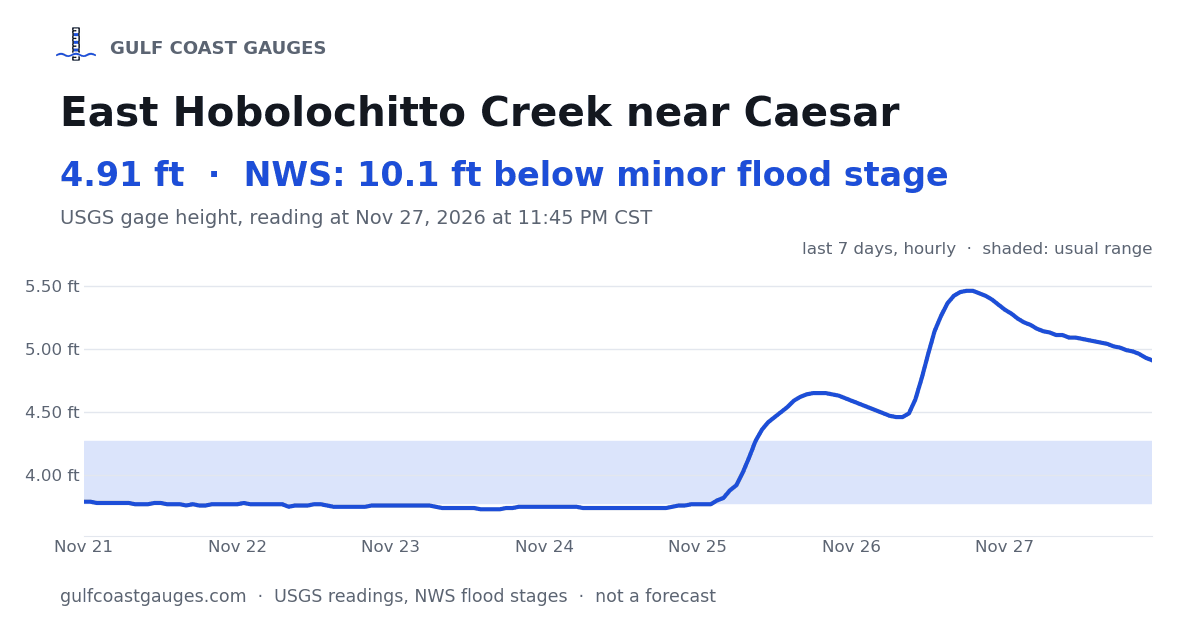 GULF COAST GAUGES
East Hobolochitto Creek near Caesar
4.91 ft · NWS: 10.1 ft below minor flood stage
USGS gage height, reading at Nov 27, 2026 at 11:45 PM CST
last 7 days, hourly · shaded: usual range
5.50 ft
5.00 ft
4.50 ft
4.00 ft
Nov 21 Nov 22 Nov 23 Nov 24 Nov 25 Nov 26 Nov 27
gulfcoastgauges.com · USGS readings, NWS flood stages · not a forecast